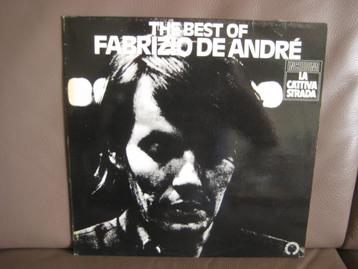 THE BEST OF
FABRIZIO DE ANDRÉ
LA
CATTIVA
STRADA